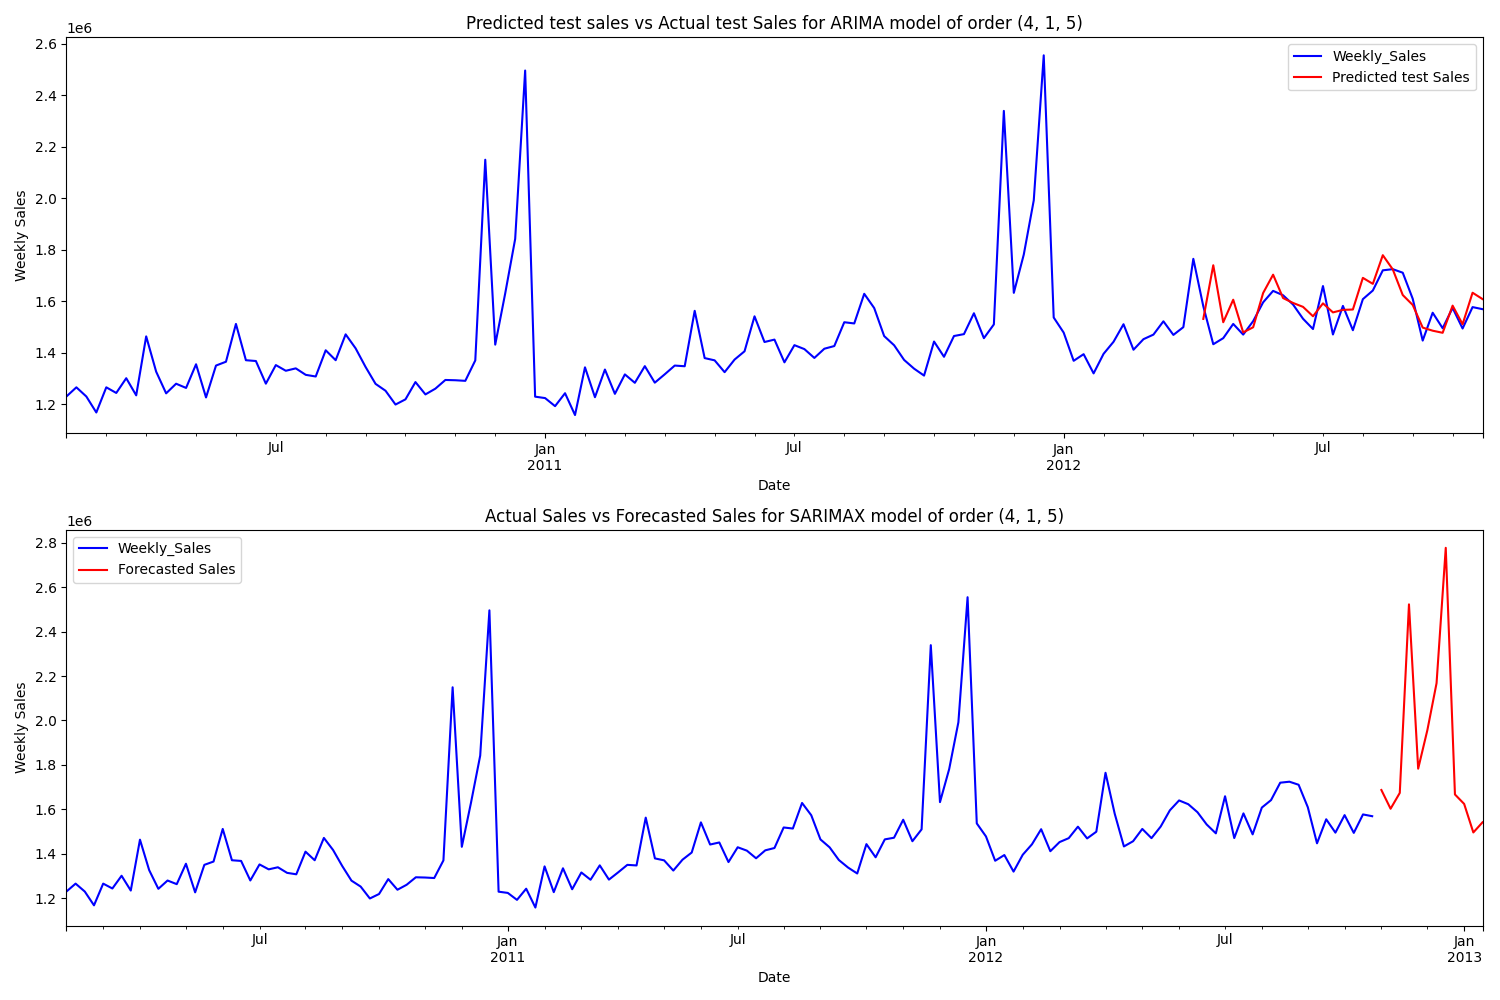 Predicted test sales vs Actual test Sales for ARIMA model of order (4, 1, 5)
1e6
2.6
2.4
2.2
2.0
1.8
1.6
1.4
1.2
Weekly Sales
Weekly_Sales
Predicted test Sales
Jul
Jan
2011
Jul
Jan
2012
Jul
Date
Actual Sales vs Forecasted Sales for SARIMAX model of order (4, 1, 5)
1e6
2.8
2.6
2.4
2.2
2.0
1.8
1.6
1.4
1.2
Weekly Sales
Weekly_Sales
Forecasted Sales
Jul
Jan
2011
Jul
Jan
2012
Jul
Jan
2013
Date